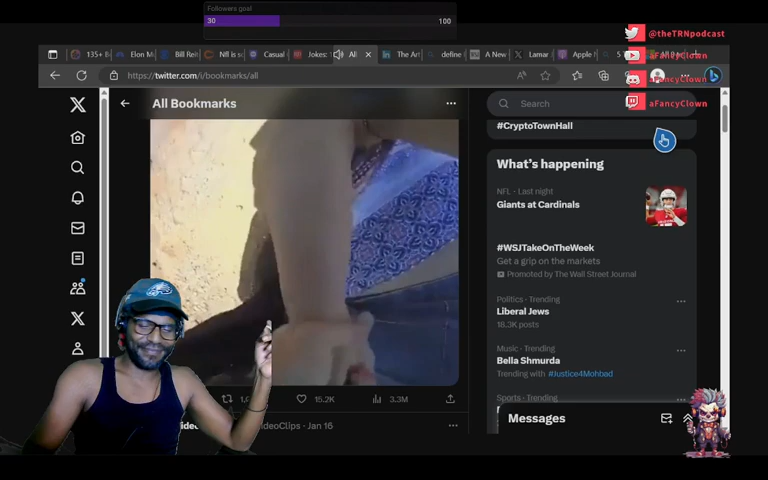 Followers goal
30
100
@theTRNpodcast
aFancyClown
aFancyClown
aFancyClown
135+ B
Elon M
Bill Rei
Nfl is s
Casual
Jokes:
All
The Ar
define
A New
Lamar
Apple
https://twitter.com/i/bookmarks/all
All Bookmarks
Search
#CryptoTownHall
What's happening
NFL · Last night
Giants at Cardinals
#WSJTakeOnTheWeek
Get a grip on the markets
Promoted by The Wall Street Journal
Politics · Trending
Liberal Jews
18.3K posts
Music · Trending
Bella Shmurda
Trending with #Justice4Mohbad
Sports · Trending
15.2K
3.3M
ideoClips · Jan 16
Messages